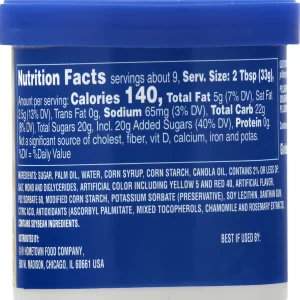 Nutrition Facts servings about 9, Serv. Size: 2 Tbsp (33g),
Amount per serving: Calories 140, Total Fat 5g (7% DV), Sat Fat
2.5g (13% DV), Trans Fat 0g, Sodium 65mg (3% DV), Total Carb 22g
(8% DV), Total Sugars 20g, Incl. 20g Added Sugars (40% DV), Protein 0g.
Not a significant source of cholest, fiber, vit D, calcium, iron and potas.
%DV = %Daily Value
INGREDIENTS: SUGAR, PALM OIL, WATER, CORN SYRUP, CORN STARCH, CANOLA OIL. CONTAINS 2% OR LESS OF:
SALT, MONO AND DIGLYCERIDES, ARTIFICIAL COLOR INCLUDING YELLOW 5 AND RED 40, ARTIFICIAL FLAVOR,
POLYSORBATE 60, MODIFIED CORN STARCH, POTASSIUM SORBATE (PRESERVATIVE), SOY LECITHIN, XANTHAN GUM,
CITRIC ACID, ANTIOXIDANTS (ASCORBYL PALMITATE, MIXED TOCOPHEROLS, CHAMOMILE AND ROSEMARY EXTRACTS).
CONTAINS SOYBEAN INGREDIENTS.
DISTRIBUTED BY:
HOMETOWN FOOD COMPANY
500 W. MADISON, CHICAGO, IL 60661 USA
BEST IF USED BY: